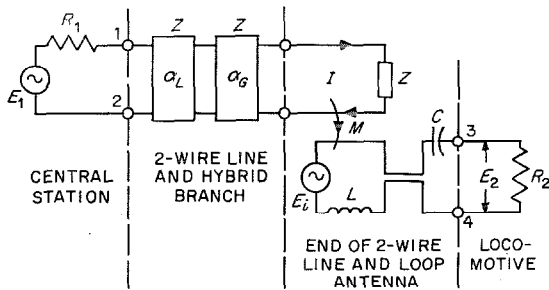 R1
1
Z
Z
E1
αL
αG
I
Z
2
M
C
3
Ei
L
E2
R2
4
CENTRAL
STATION
2-WIRE LINE
AND HYBRID
BRANCH
END OF 2-WIRE
LINE AND LOOP
ANTENNA
LOCO-
MOTIVE